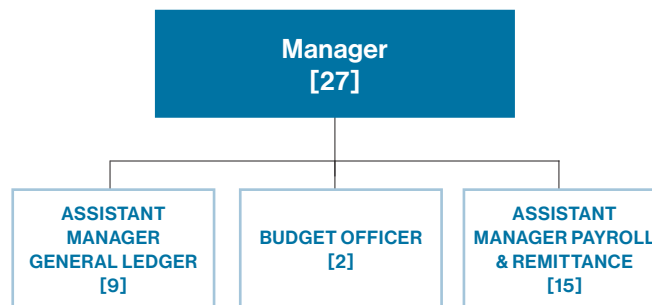 Manager
[27]
ASSISTANT
MANAGER
GENERAL LEDGER
[9]
BUDGET OFFICER
[2]
ASSISTANT
MANAGER PAYROLL
& REMITTANCE
[15]